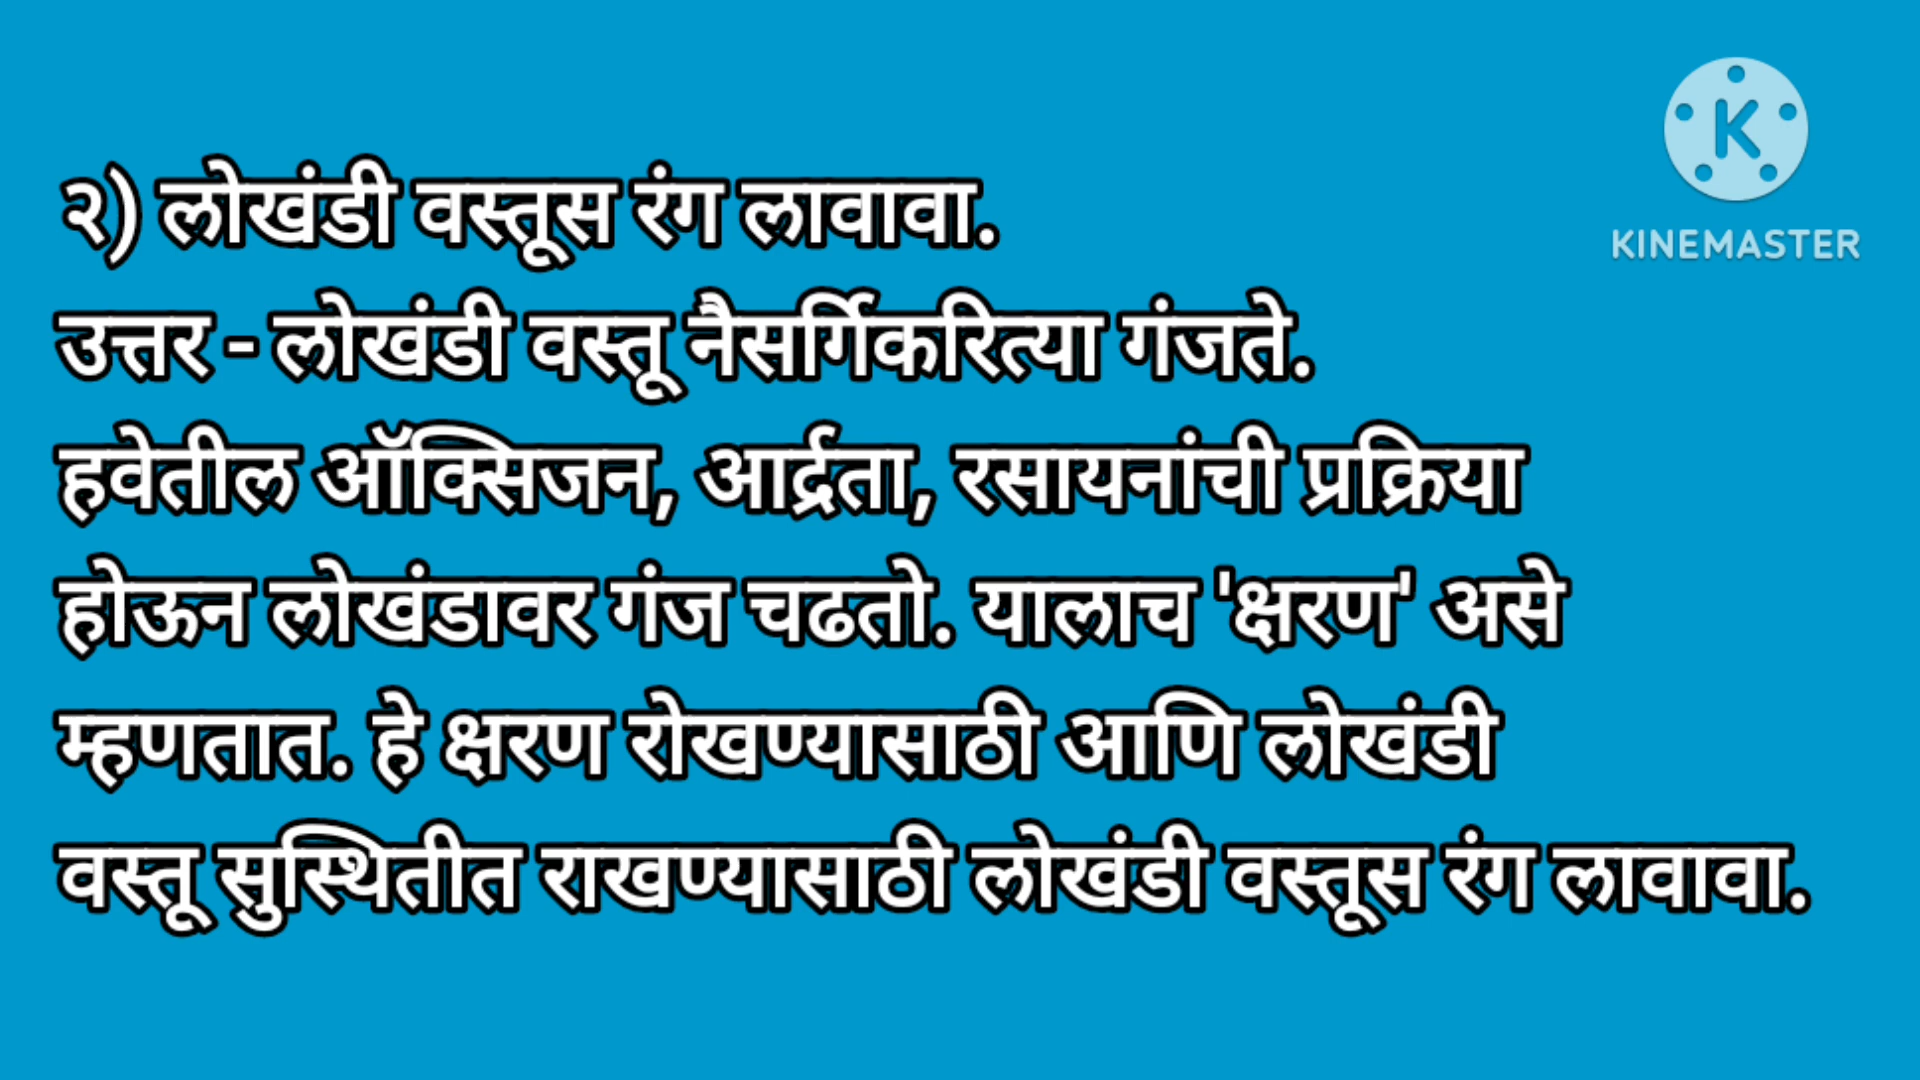 K
KINEMASTER
२) लोखंडी वस्तूस रंग लावावा.
उत्तर - लोखंडी वस्तू नैसर्गिकरित्या गंजते.
हवेतील ऑक्सिजन, आर्द्रता, रसायनांची प्रक्रिया
होऊन लोखंडावर गंज चढतो. यालाच 'क्षरण' असे
म्हणतात. हे क्षरण रोखण्यासाठी आणि लोखंडी
वस्तू सुस्थितीत राखण्यासाठी लोखंडी वस्तूस रंग लावावा.